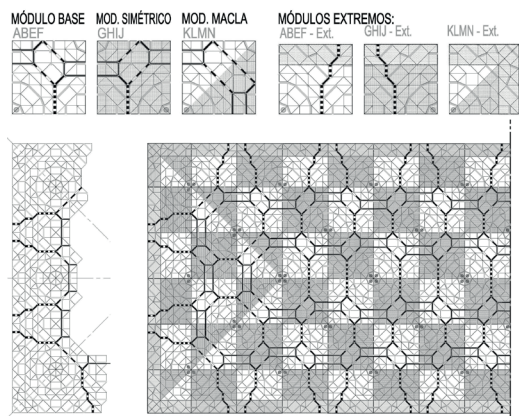 MÓDULO BASE
ABEF
MOD. SIMÉTRICO
GHIJ
MOD. MACLA
KLMN
MÓDULOS EXTREMOS:
ABEF - Ext.
GHIJ - Ext.
KLMN - Ext.